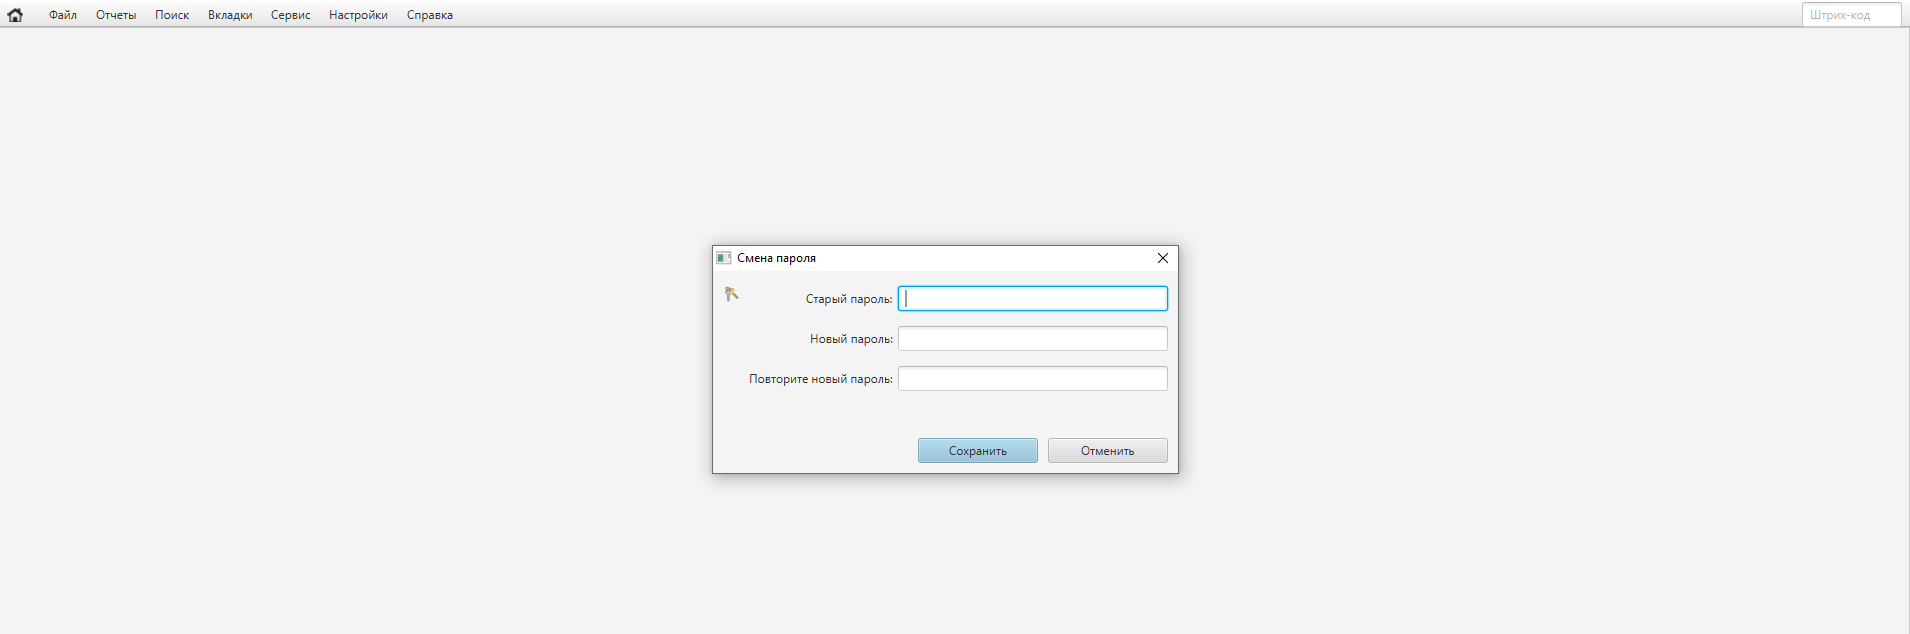 Файл Отчеты Поиск Вкладки Сервис Настройки Справка Штрих-код
Смена пароля
Старый пароль:
Новый пароль:
Повторите новый пароль:
Сохранить Отменить